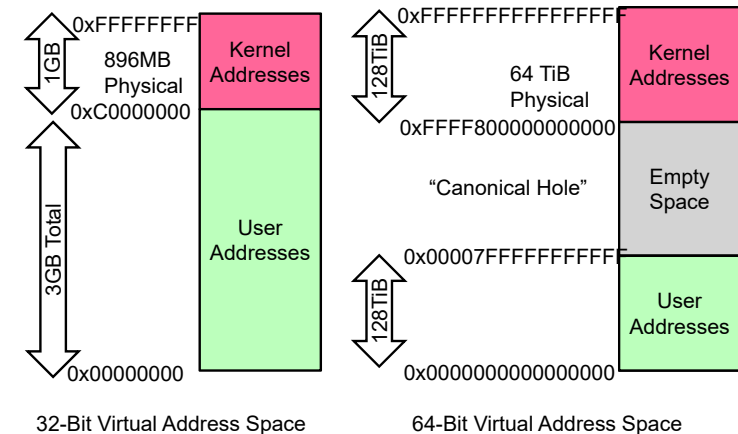 0xFFFFFFFF
1GB
896MB
Physical
Kernel
Addresses
0xC0000000
3GB Total
User
Addresses
0x00000000
32-Bit Virtual Address Space
0xFFFFFFFFFFFFFFFF
128TiB
64 TiB
Physical
Kernel
Addresses
0xFFFF800000000000
“Canonical Hole”
Empty
Space
0x00007FFFFFFFFFFF
128TiB
User
Addresses
0x0000000000000000
64-Bit Virtual Address Space